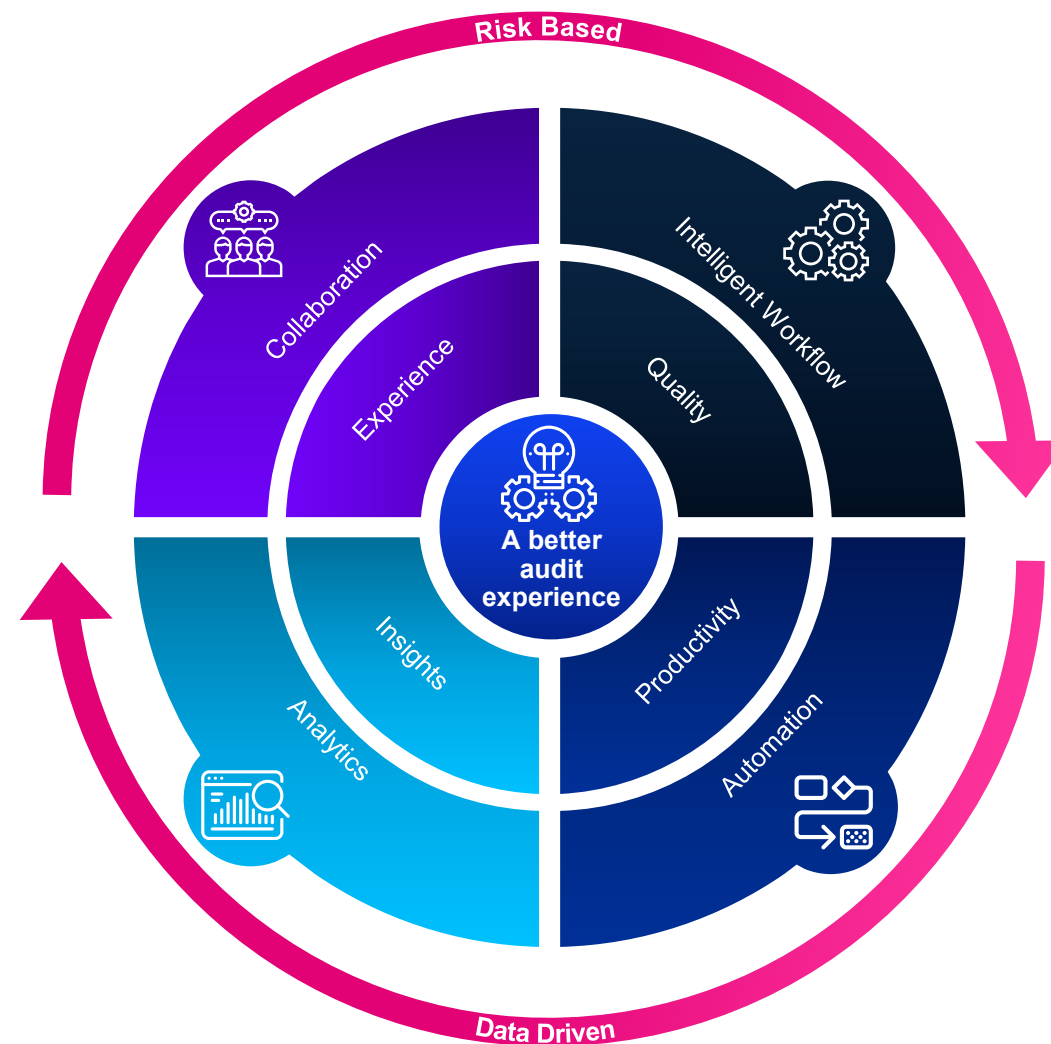 Risk Based
Collaboration
Intelligent Workflow
Experience
Quality
A better
audit
experience
Insights
Productivity
Analytics
Automation
Data Driven